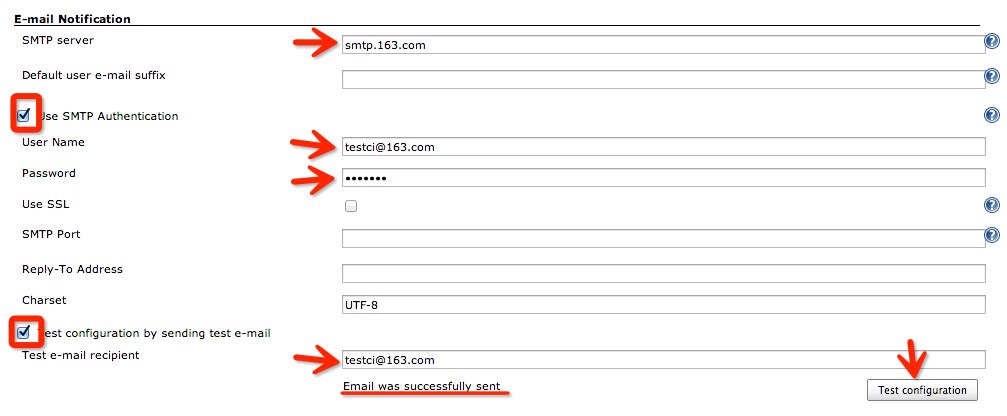 E-mail Notification
SMTP server smtp.163.com
Default user e-mail suffix
Use SMTP Authentication
User Name testci@163.com
Password •••••••
Use SSL
SMTP Port
Reply-To Address
Charset UTF-8
Test configuration by sending test e-mail
Test e-mail recipient testci@163.com
Email was successfully sent Test configuration